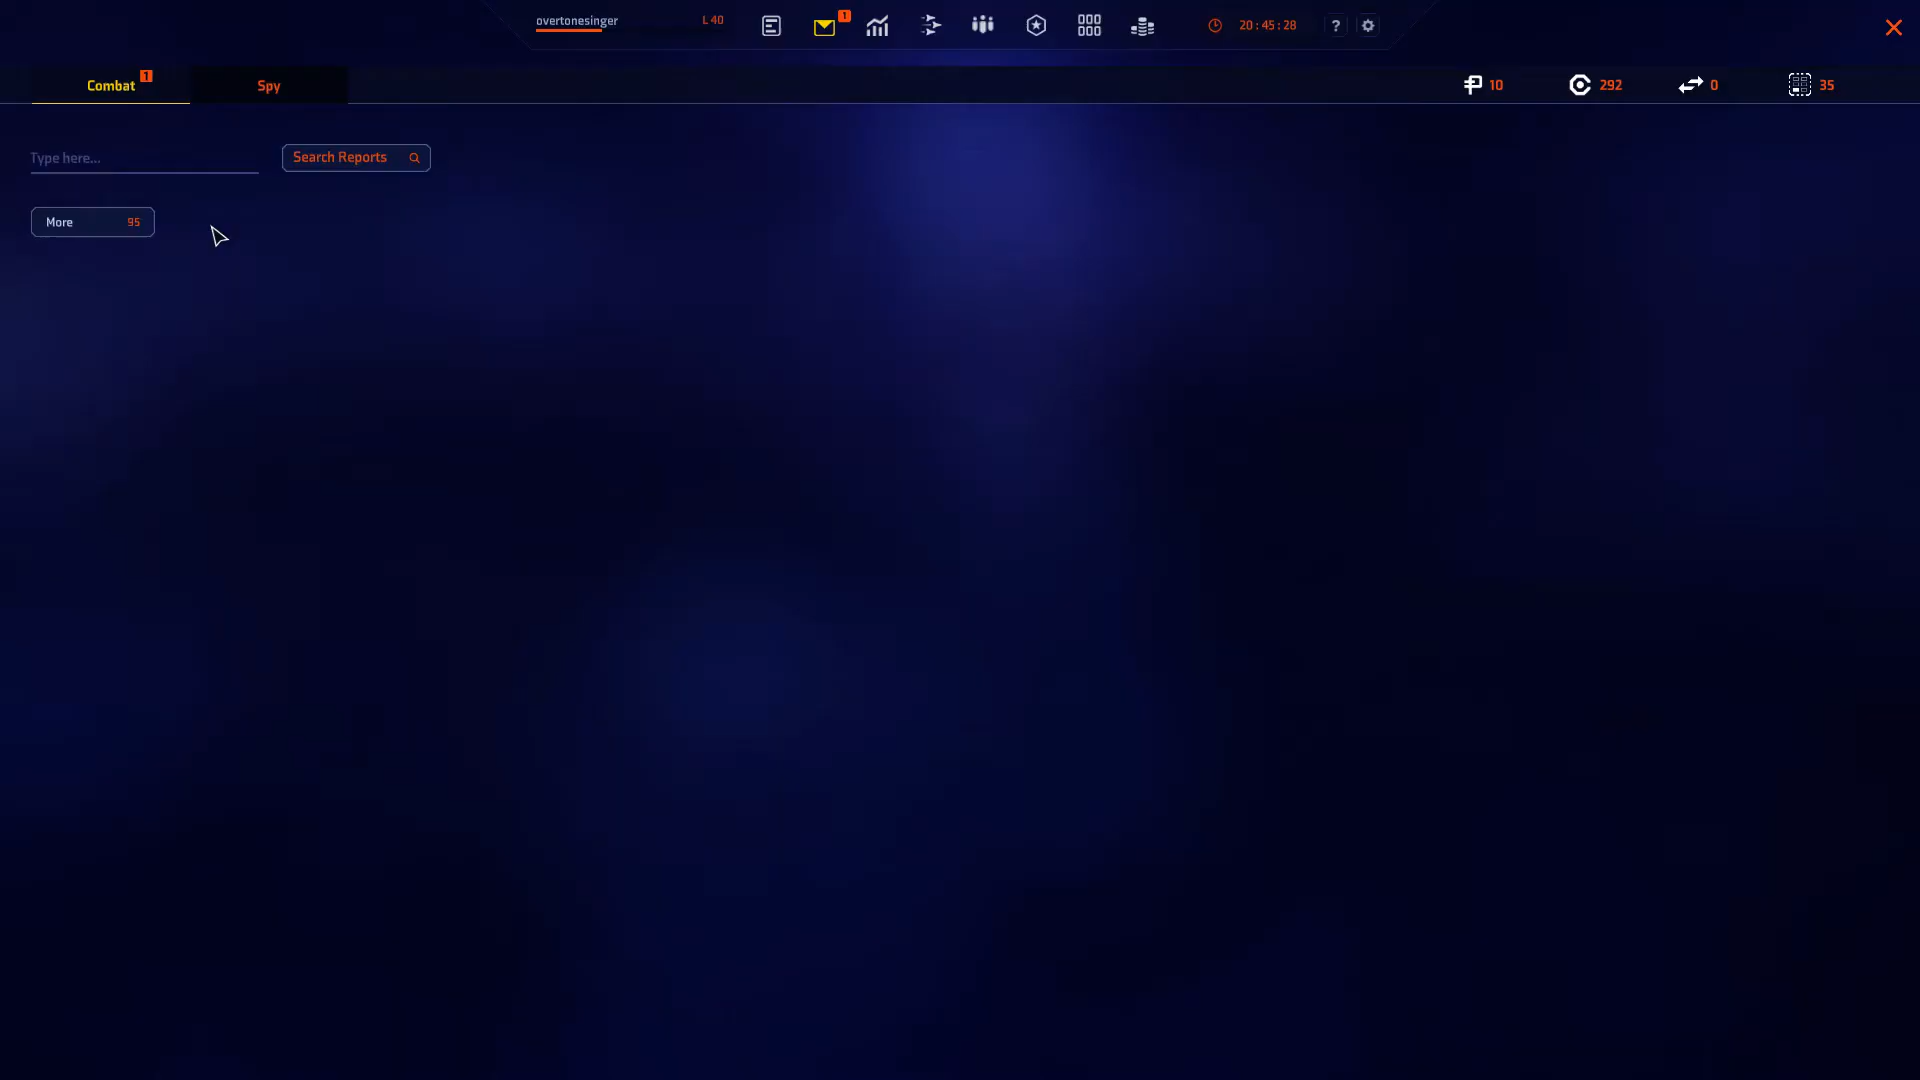 overtonesinger L 40
1
20:45:28
?
Combat 1
Spy
10
292
0
35
Type here...
Search Reports
More 95